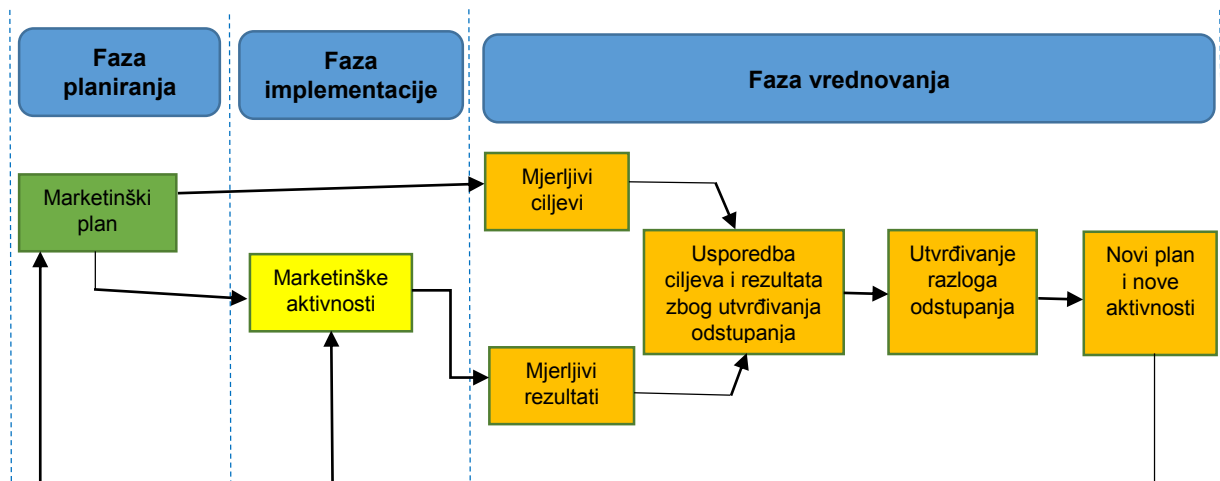 Faza
planiranja
Faza
implementacije
Faza vrednovanja
Marketinški
plan
Marketinške
aktivnosti
Mjerljivi
ciljevi
Mjerljivi
rezultati
Usporedba
ciljeva i rezultata
zbog utvrđivanja
odstupanja
Utvrđivanje
razloga
odstupanja
Novi plan
i nove
aktivnosti